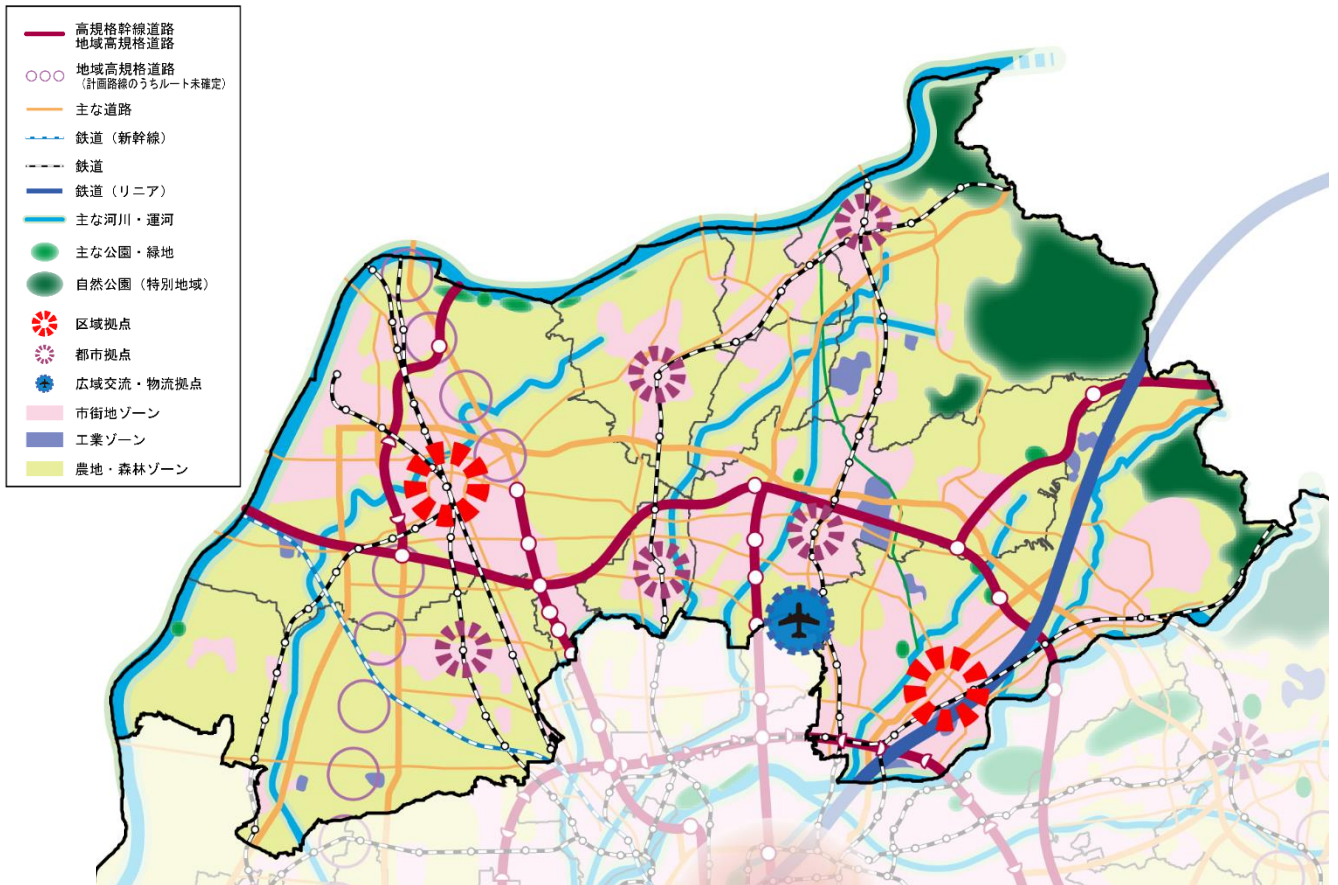 高規格幹線道路
地域高規格道路
地域高規格道路
（計画路線のうちルート未確定）
主な道路
鉄道（新幹線）
鉄道
鉄道（リニア）
主な河川・運河
主な公園・緑地
自然公園（特別地域）
区域拠点
都市拠点
広域交流・物流拠点
市街地ゾーン
工業ゾーン
農地・森林ゾーン